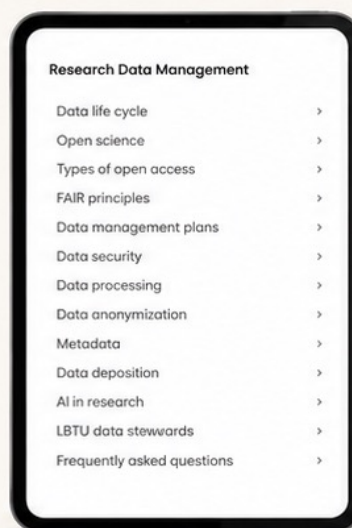 Research Data Management
Data life cycle
Open science
Types of open access
FAIR principles
Data management plans
Data security
Data processing
Data anonymization
Metadata
Data deposition
AI in research
LBTU data stewards
Frequently asked questions